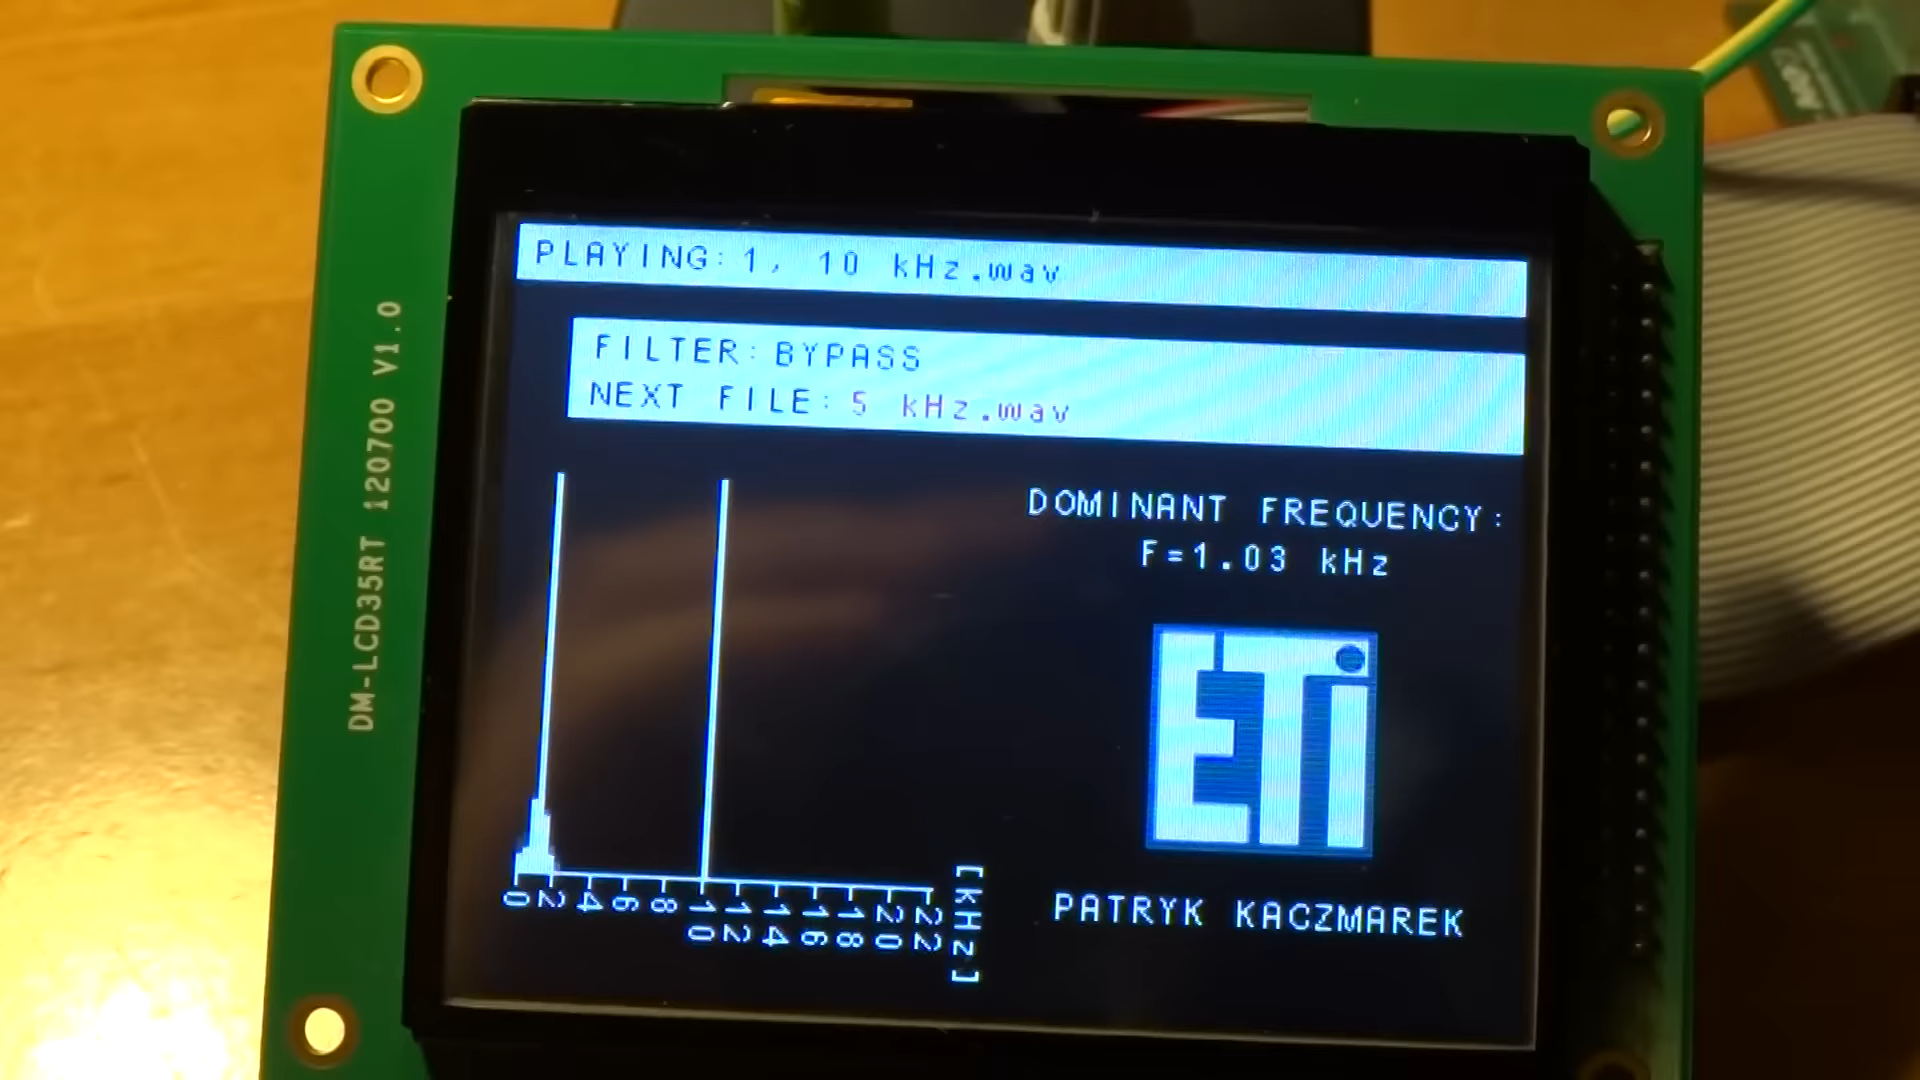 PLAYING:1, 10 kHz.wav
FILTER:BYPASS
NEXT FILE:5 kHz.wav
DOMINANT FREQUENCY:
F=1.03 kHz
ETi
0 2 4 6 8 10 12 14 16 18 20 22 [kHz]
PATRYK KACZMAREK
DM-LCD35RT 120700 V1.0